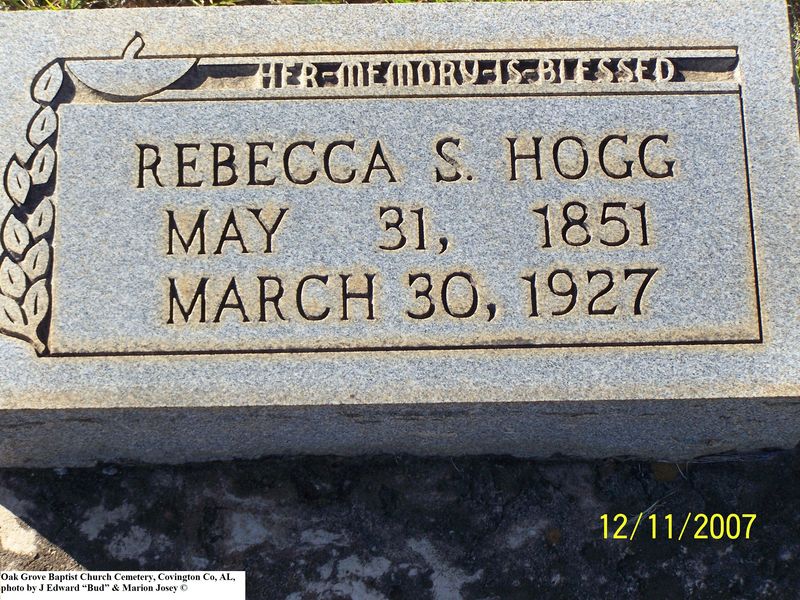 HER-MEMORY-IS-BLESSED
REBECCA S. HOGG
MAY 31, 1851
MARCH 30, 1927
12/11/2007
Oak Grove Baptist Church Cemetery, Covington Co, AL,
photo by J Edward “Bud” & Marion Josey ©